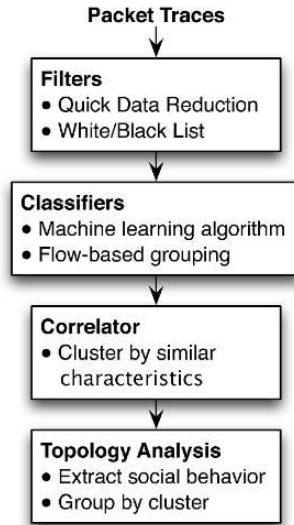 Packet Traces
Filters
● Quick Data Reduction
● White/Black List
Classifiers
● Machine learning algorithm
● Flow-based grouping
Correlator
● Cluster by similar
characteristics
Topology Analysis
● Extract social behavior
● Group by cluster